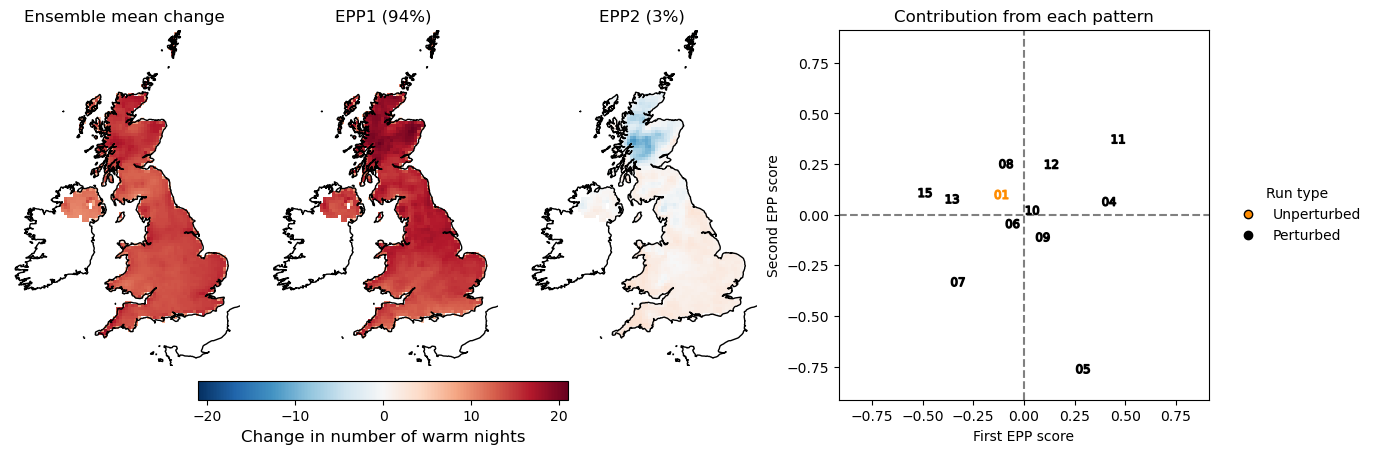 Ensemble mean change
EPP1 (94%)
EPP2 (3%)
−20 −10 0 10 20
Change in number of warm nights
Contribution from each pattern
Second EPP score
0.75
0.50
0.25
0.00
−0.25
−0.50
−0.75
11
08
12
15
13
01
04
10
06
09
07
05
−0.75 −0.50 −0.25 0.00 0.25 0.50 0.75
First EPP score
Run type
Unperturbed
Perturbed